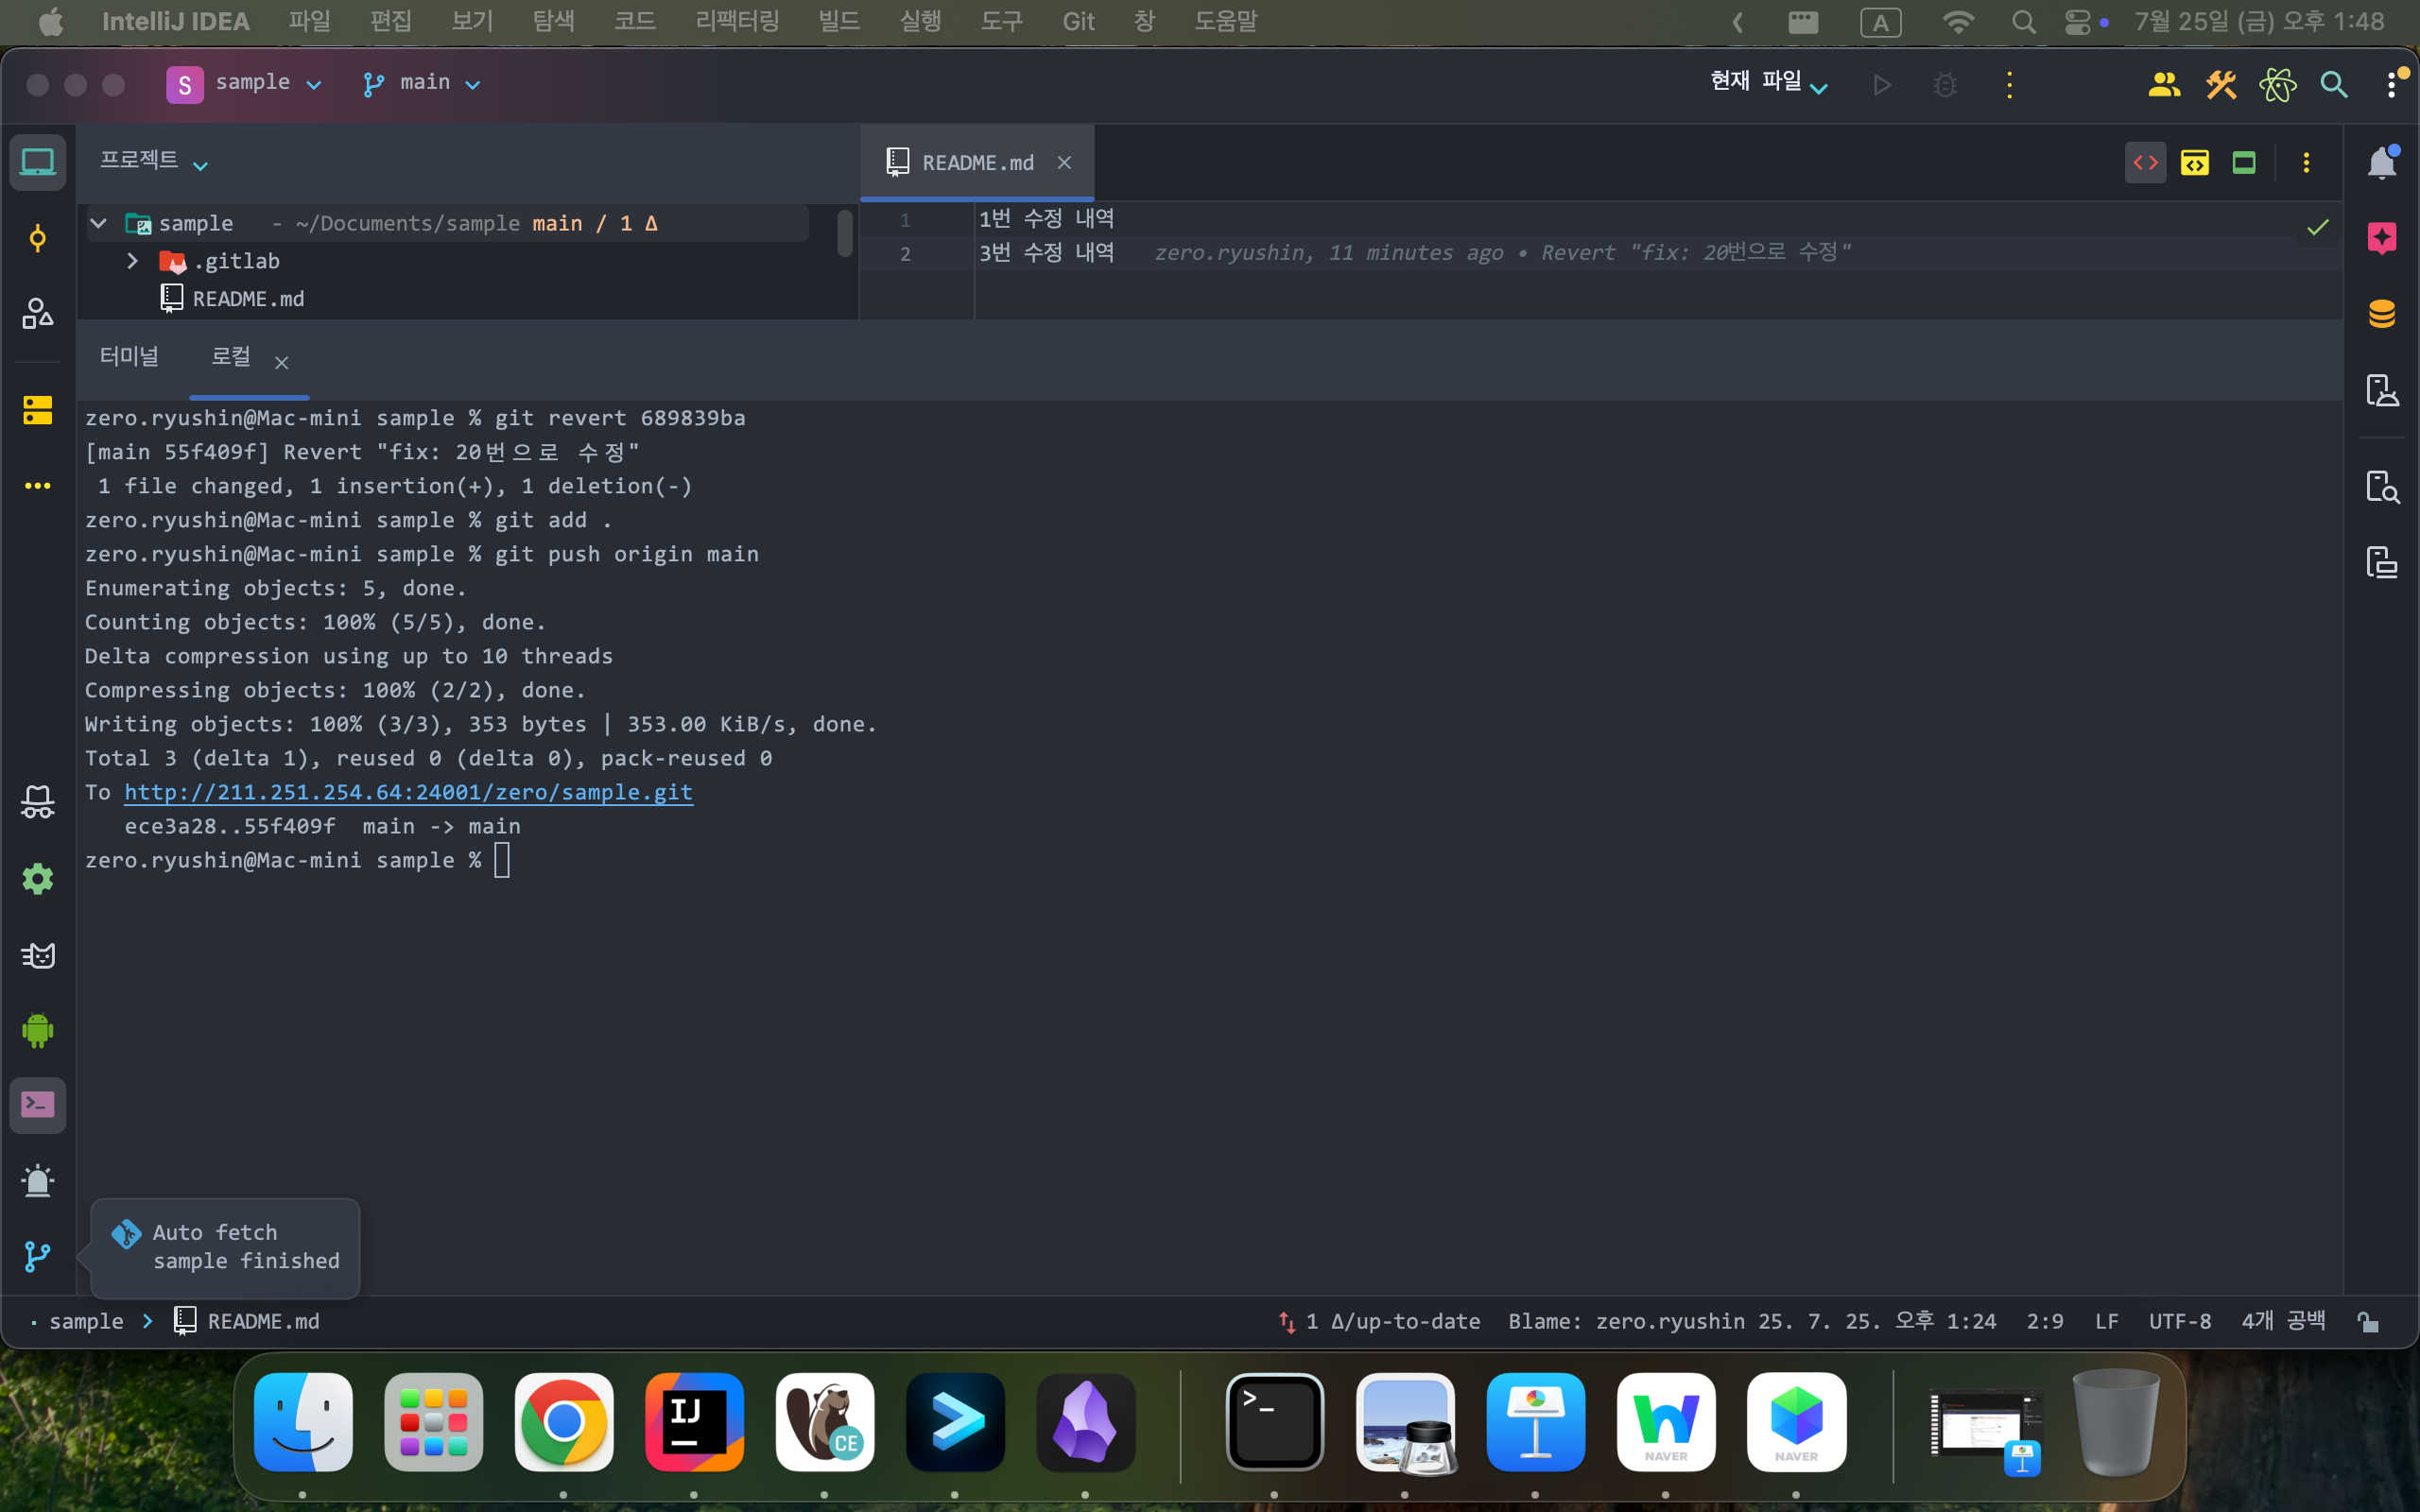 IntelliJ IDEA 파일 편집 보기 탐색 코드 리팩터링 빌드 실행 도구 Git 창 도움말 A 7월 25일 (금) 오후 1:48
S sample main 현재 파일
프로젝트 README.md
sample - ~/Documents/sample main / 1 Δ
.gitlab
README.md
1 1번 수정 내역
2 3번 수정 내역 zero.ryushin, 11 minutes ago • Revert "fix: 20번으로 수정"
터미널 로컬
zero.ryushin@Mac-mini sample % git revert 689839ba
[main 55f409f] Revert "fix: 20번으로 수정"
1 file changed, 1 insertion(+), 1 deletion(-)
zero.ryushin@Mac-mini sample % git add .
zero.ryushin@Mac-mini sample % git push origin main
Enumerating objects: 5, done.
Counting objects: 100% (5/5), done.
Delta compression using up to 10 threads
Compressing objects: 100% (2/2), done.
Writing objects: 100% (3/3), 353 bytes | 353.00 KiB/s, done.
Total 3 (delta 1), reused 0 (delta 0), pack-reused 0
To http://211.251.254.64:24001/zero/sample.git
ece3a28..55f409f main -> main
zero.ryushin@Mac-mini sample %
Auto fetch
sample finished
sample README.md 1 Δ/up-to-date Blame: zero.ryushin 25. 7. 25. 오후 1:24 2:9 LF UTF-8 4개 공백
IJ
CE
NAVER
NAVER